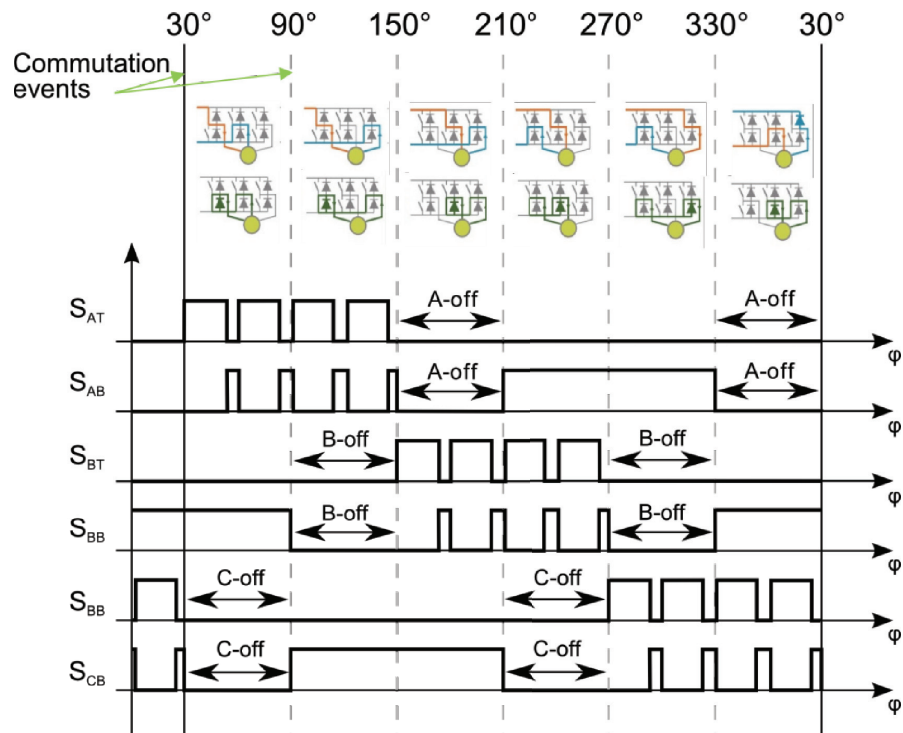 30° 90° 150° 210° 270° 330° 30°
Commutation
events
S_AT A-off A-off φ
S_AB A-off A-off φ
S_BT B-off B-off φ
S_BB B-off B-off φ
S_BB C-off C-off φ
S_CB C-off C-off φ